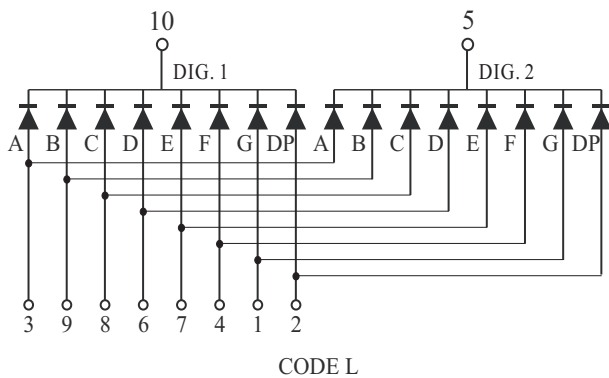 10 5
DIG. 1 DIG. 2
A B C D E F G DP A B C D E F G DP
3 9 8 6 7 4 1 2
CODE L